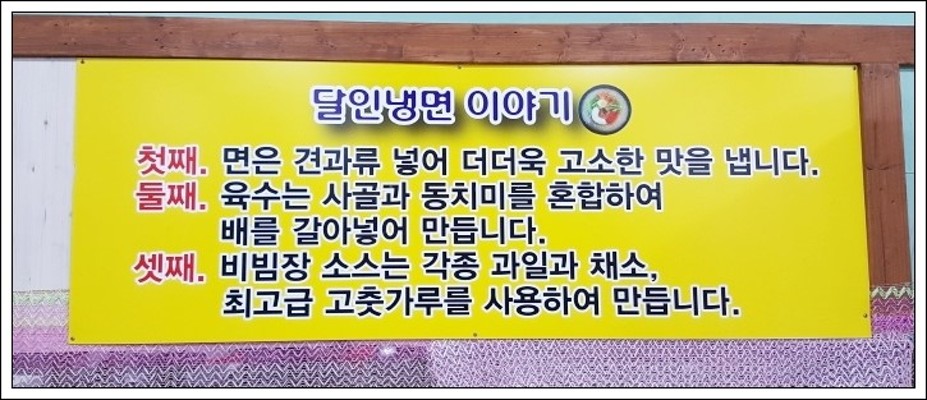 달인냉면 이야기
첫째. 면은 견과류 넣어 더더욱 고소한 맛을 냅니다.
둘째. 육수는 사골과 동치미를 혼합하여
배를 갈아넣어 만듭니다.
셋째. 비빔장 소스는 각종 과일과 채소,
최고급 고춧가루를 사용하여 만듭니다.